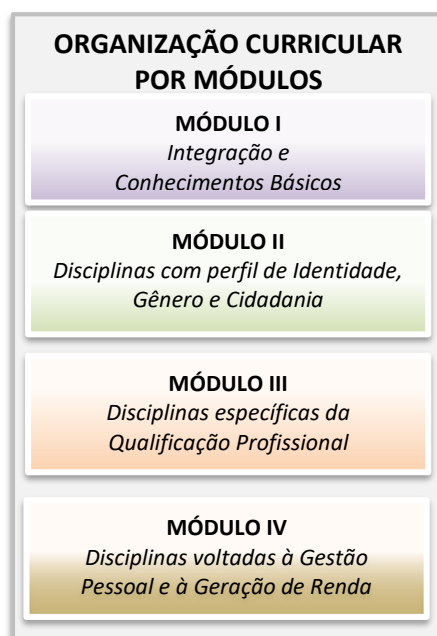 ORGANIZAÇÃO CURRICULAR
POR MÓDULOS
MÓDULO I
Integração e
Conhecimentos Básicos
MÓDULO II
Disciplinas com perfil de Identidade,
Gênero e Cidadania
MÓDULO III
Disciplinas específicas da
Qualificação Profissional
MÓDULO IV
Disciplinas voltadas à Gestão
Pessoal e à Geração de Renda